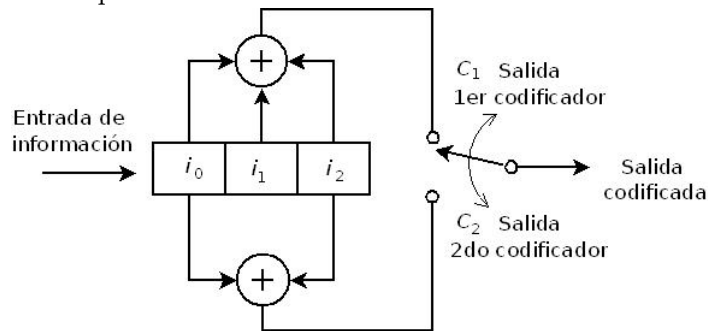 +
C1 Salida
1er codificador
Entrada de
información
i0 i1 i2
Salida
codificada
C2 Salida
2do codificador
+